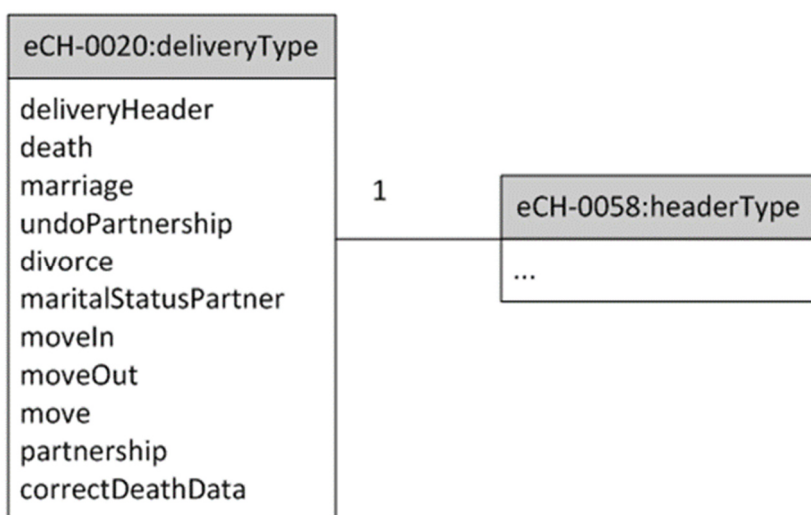 eCH-0020:deliveryType
deliveryHeader
death
marriage
undoPartnership
divorce
maritalStatusPartner
moveIn
moveOut
move
partnership
correctDeathData
1
eCH-0058:headerType
...